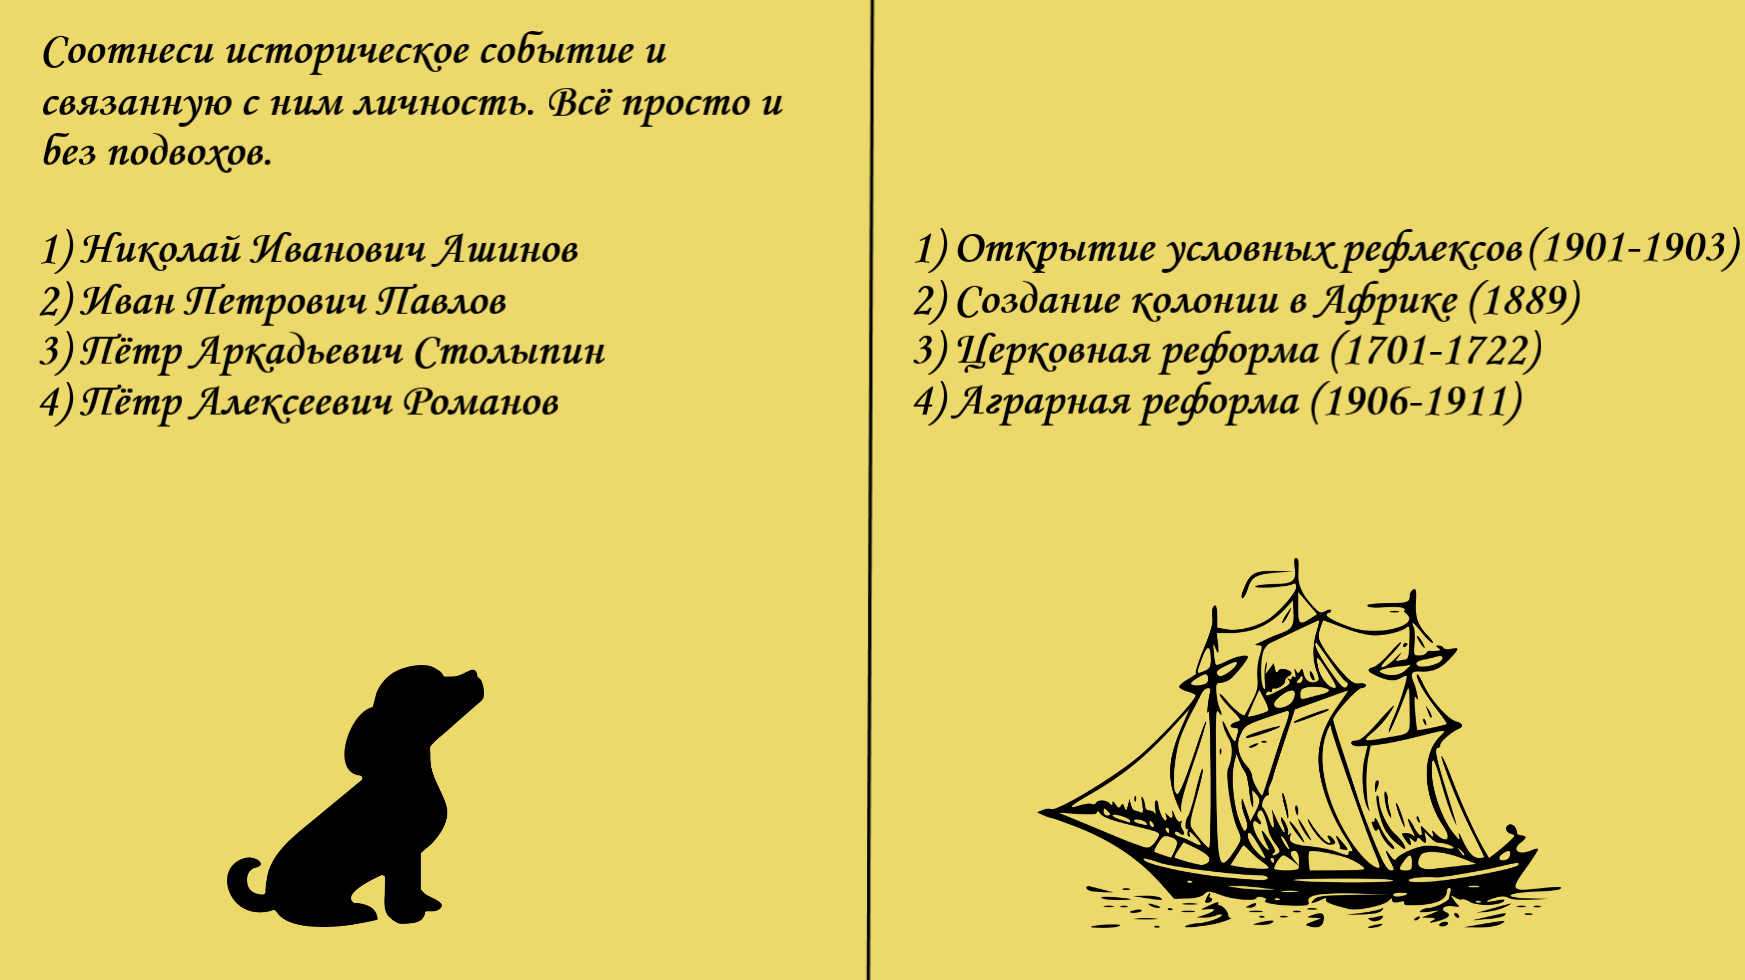 Соотнеси историческое событие и
связанную с ним личность. Всё просто и
без подвохов.
1) Николай Иванович Ашинов
2) Иван Петрович Павлов
3) Пётр Аркадьевич Столыпин
4) Пётр Алексеевич Романов
1) Открытие условных рефлексов (1901-1903)
2) Создание колонии в Африке (1889)
3) Церковная реформа (1701-1722)
4) Аграрная реформа (1906-1911)